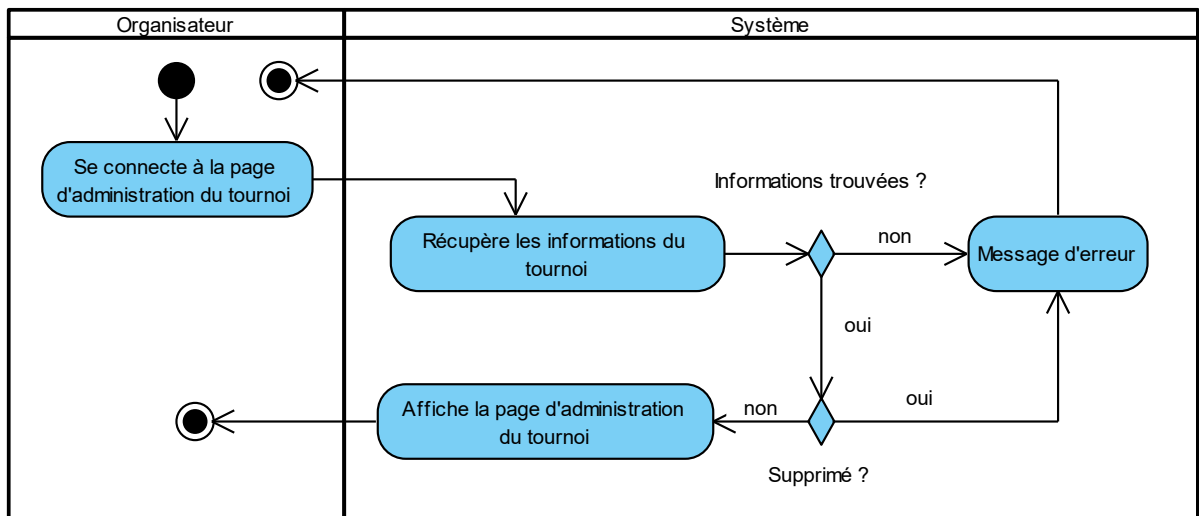 Organisateur
Système
Se connecte à la page
d'administration du tournoi
Informations trouvées ?
Récupère les informations du
tournoi
non
Message d'erreur
oui
Affiche la page d'administration
du tournoi
non
oui
Supprimé ?